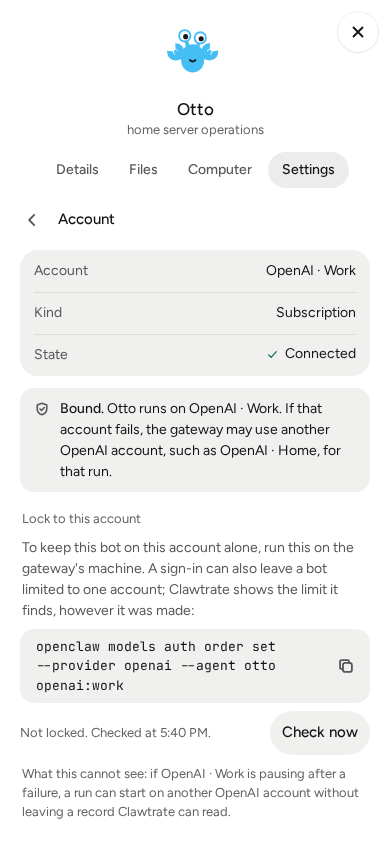 Otto
home server operations
Details Files Computer Settings
Account
Account OpenAI · Work
Kind Subscription
State Connected
Bound. Otto runs on OpenAI · Work. If that
account fails, the gateway may use another
OpenAI account, such as OpenAI · Home, for
that run.
Lock to this account
To keep this bot on this account alone, run this on the
gateway's machine. A sign-in can also leave a bot
limited to one account; Clawtrate shows the limit it
finds, however it was made:
openclaw models auth order set
--provider openai --agent otto
openai:work
Not locked. Checked at 5:40 PM. Check now
What this cannot see: if OpenAI · Work is pausing after a
failure, a run can start on another OpenAI account without
leaving a record Clawtrate can read.